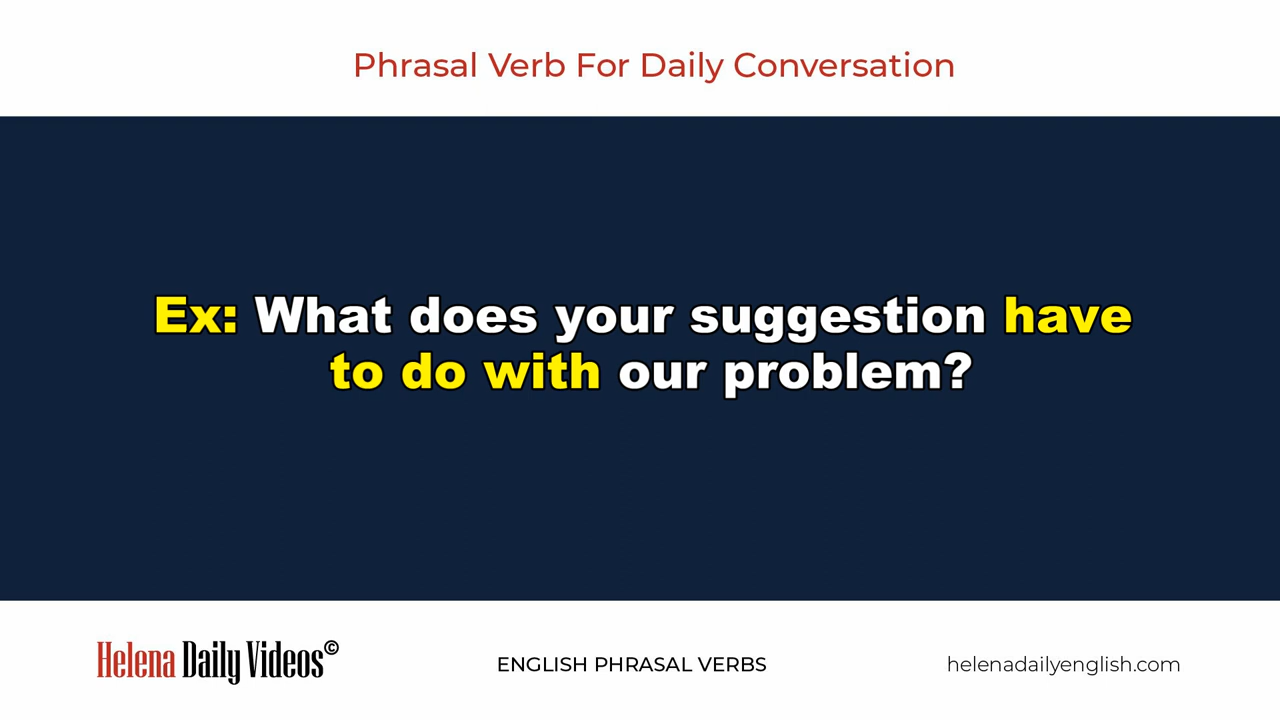 Phrasal Verb For Daily Conversation
Ex: What does your suggestion have
to do with our problem?
Helena Daily Videos©
ENGLISH PHRASAL VERBS
helenadailyenglish.com